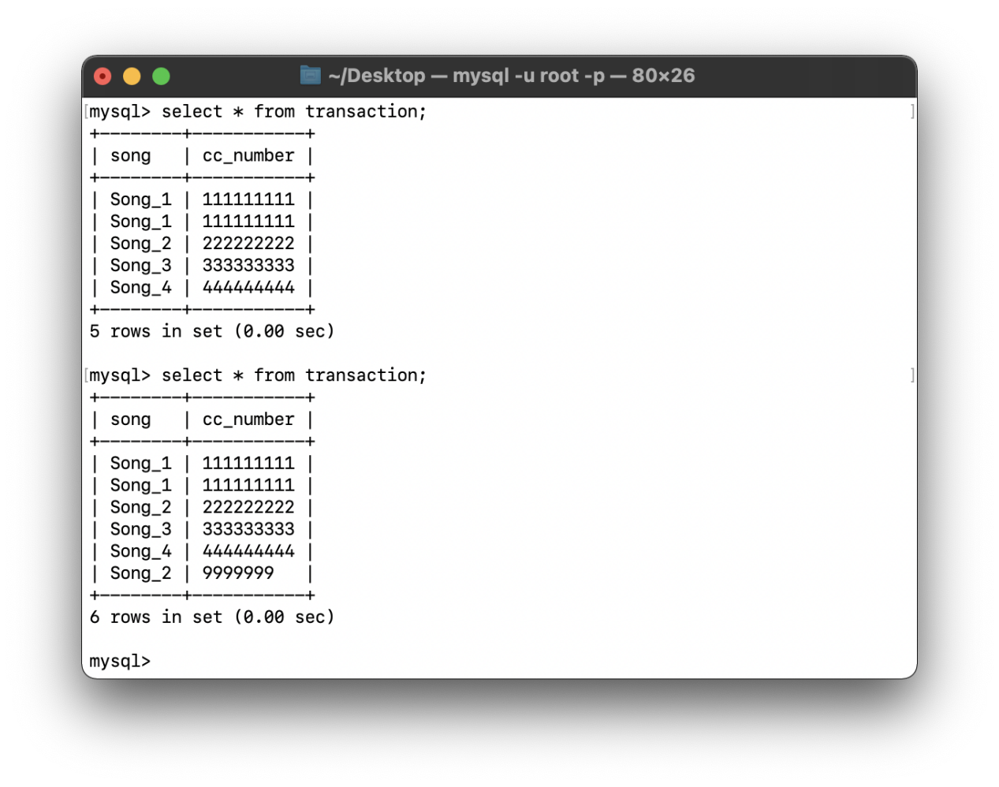 ~/Desktop — mysql -u root -p — 80×26
[mysql> select * from transaction; ]
+--------+-----------+
| song   | cc_number |
+--------+-----------+
| Song_1 | 111111111 |
| Song_1 | 111111111 |
| Song_2 | 222222222 |
| Song_3 | 333333333 |
| Song_4 | 444444444 |
+--------+-----------+
5 rows in set (0.00 sec)
[mysql> select * from transaction; ]
+--------+-----------+
| song   | cc_number |
+--------+-----------+
| Song_1 | 111111111 |
| Song_1 | 111111111 |
| Song_2 | 222222222 |
| Song_3 | 333333333 |
| Song_4 | 444444444 |
| Song_2 | 9999999   |
+--------+-----------+
6 rows in set (0.00 sec)
mysql>